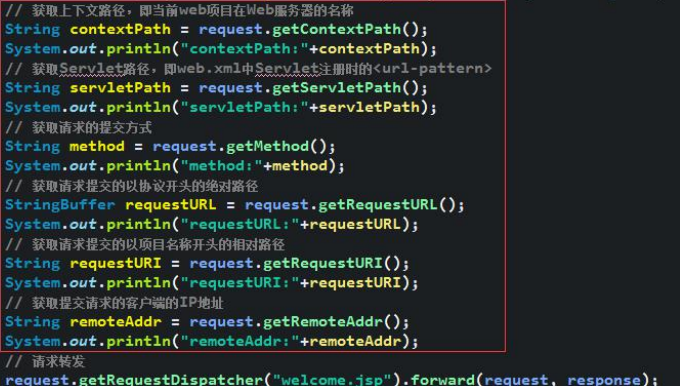 // 获取上下文路径，即当前web项目在Web服务器的名称
String contextPath = request.getContextPath();
System.out.println("contextPath:"+contextPath);
// 获取Servlet路径，即web.xml中Servlet注册时的<url-pattern>
String servletPath = request.getServletPath();
System.out.println("servletPath:"+servletPath);
// 获取请求的提交方式
String method = request.getMethod();
System.out.println("method:"+method);
// 获取请求提交的以协议开头的绝对路径
StringBuffer requestURL = request.getRequestURL();
System.out.println("requestURL:"+requestURL);
// 获取请求提交的以项目名称开头的相对路径
String requestURI = request.getRequestURI();
System.out.println("requestURI:"+requestURI);
// 获取提交请求的客户端的IP地址
String remoteAddr = request.getRemoteAddr();
System.out.println("remoteAddr:"+remoteAddr);
// 请求转发
request.getRequestDispatcher("welcome.jsp").forward(request, response);